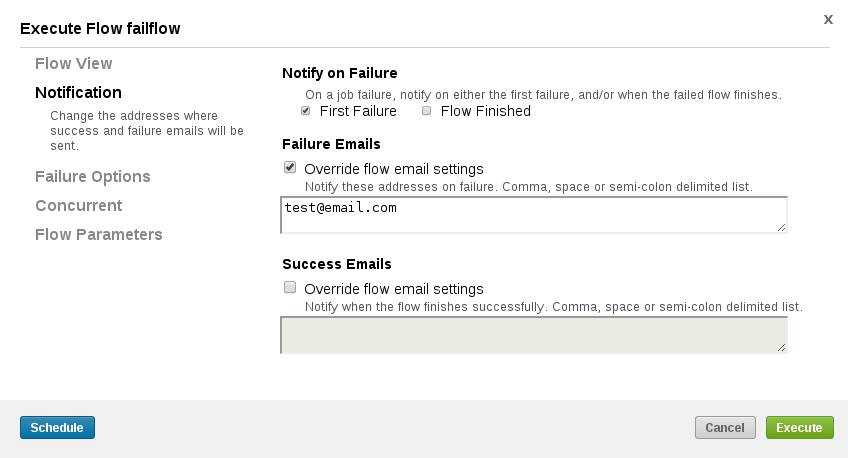 Execute Flow failflow
x
Flow View
Notification
Change the addresses where
success and failure emails will be
sent.
Failure Options
Concurrent
Flow Parameters
Notify on Failure
On a job failure, notify on either the first failure, and/or when the failed flow finishes.
First Failure Flow Finished
Failure Emails
Override flow email settings
Notify these addresses on failure. Comma, space or semi-colon delimited list.
test@email.com
Success Emails
Override flow email settings
Notify when the flow finishes successfully. Comma, space or semi-colon delimited list.
Schedule Cancel Execute